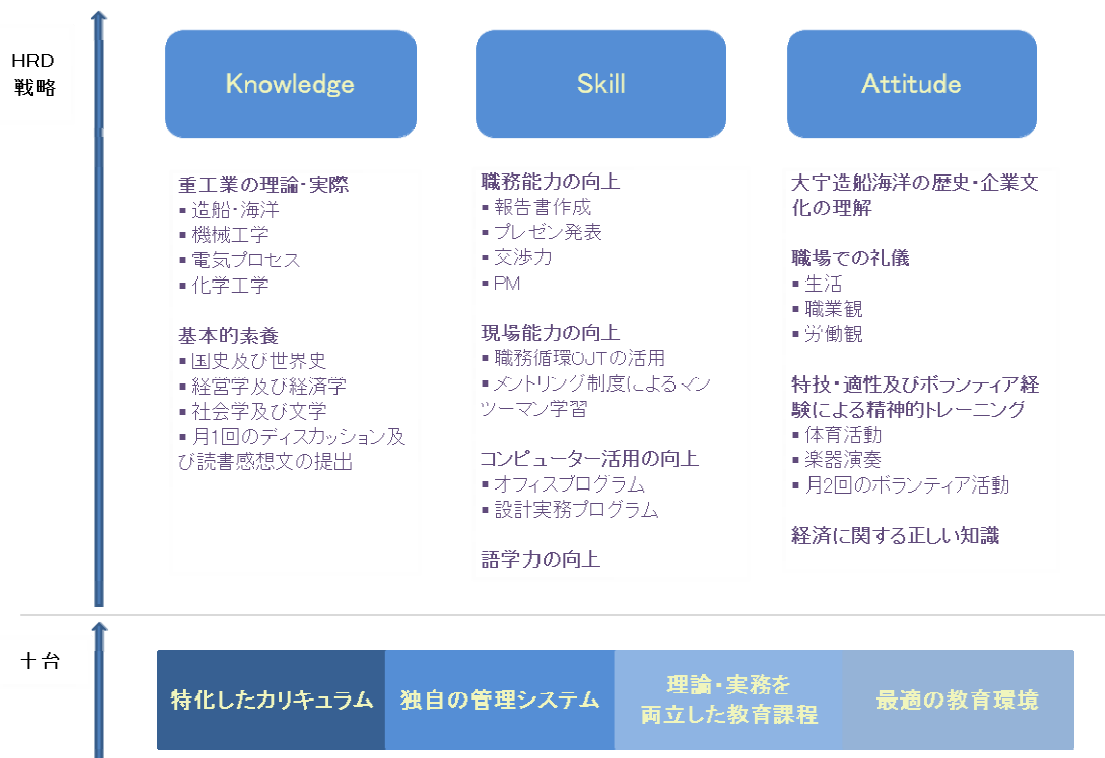 HRD
戦略
Knowledge
Skill
Attitude
重工業の理論・実際
▪ 造船・海洋
▪ 機械工学
▪ 電気プロセス
▪ 化学工学
基本的素養
▪ 国史及び世界史
▪ 経営学及び経済学
▪ 社会学及び文学
▪ 月1回のディスカッション及
び読書感想文の提出
職務能力の向上
▪ 報告書作成
▪ プレゼン発表
▪ 交渉力
▪ PM
現場能力の向上
▪ 職務循環OJTの活用
▪ メントリング制度によるマン
ツーマン学習
コンピューター活用の向上
▪ オフィスプログラム
▪ 設計実務プログラム
語学力の向上
大宇造船海洋の歴史・企業文
化の理解
職場での礼儀
▪ 生活
▪ 職業観
▪ 労働観
特技・適性及びボランティア経
験による精神的トレーニング
▪ 体育活動
▪ 楽器演奏
▪ 月2回のボランティア活動
経済に関する正しい知識
土台
特化したカリキュラム
独自の管理システム
理論・実務を
両立した教育課程
最適の教育環境